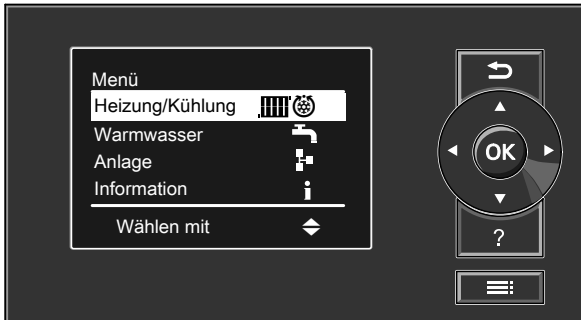 Menü
Heizung/Kühlung
Warmwasser
Anlage
Information
Wählen mit
OK
?